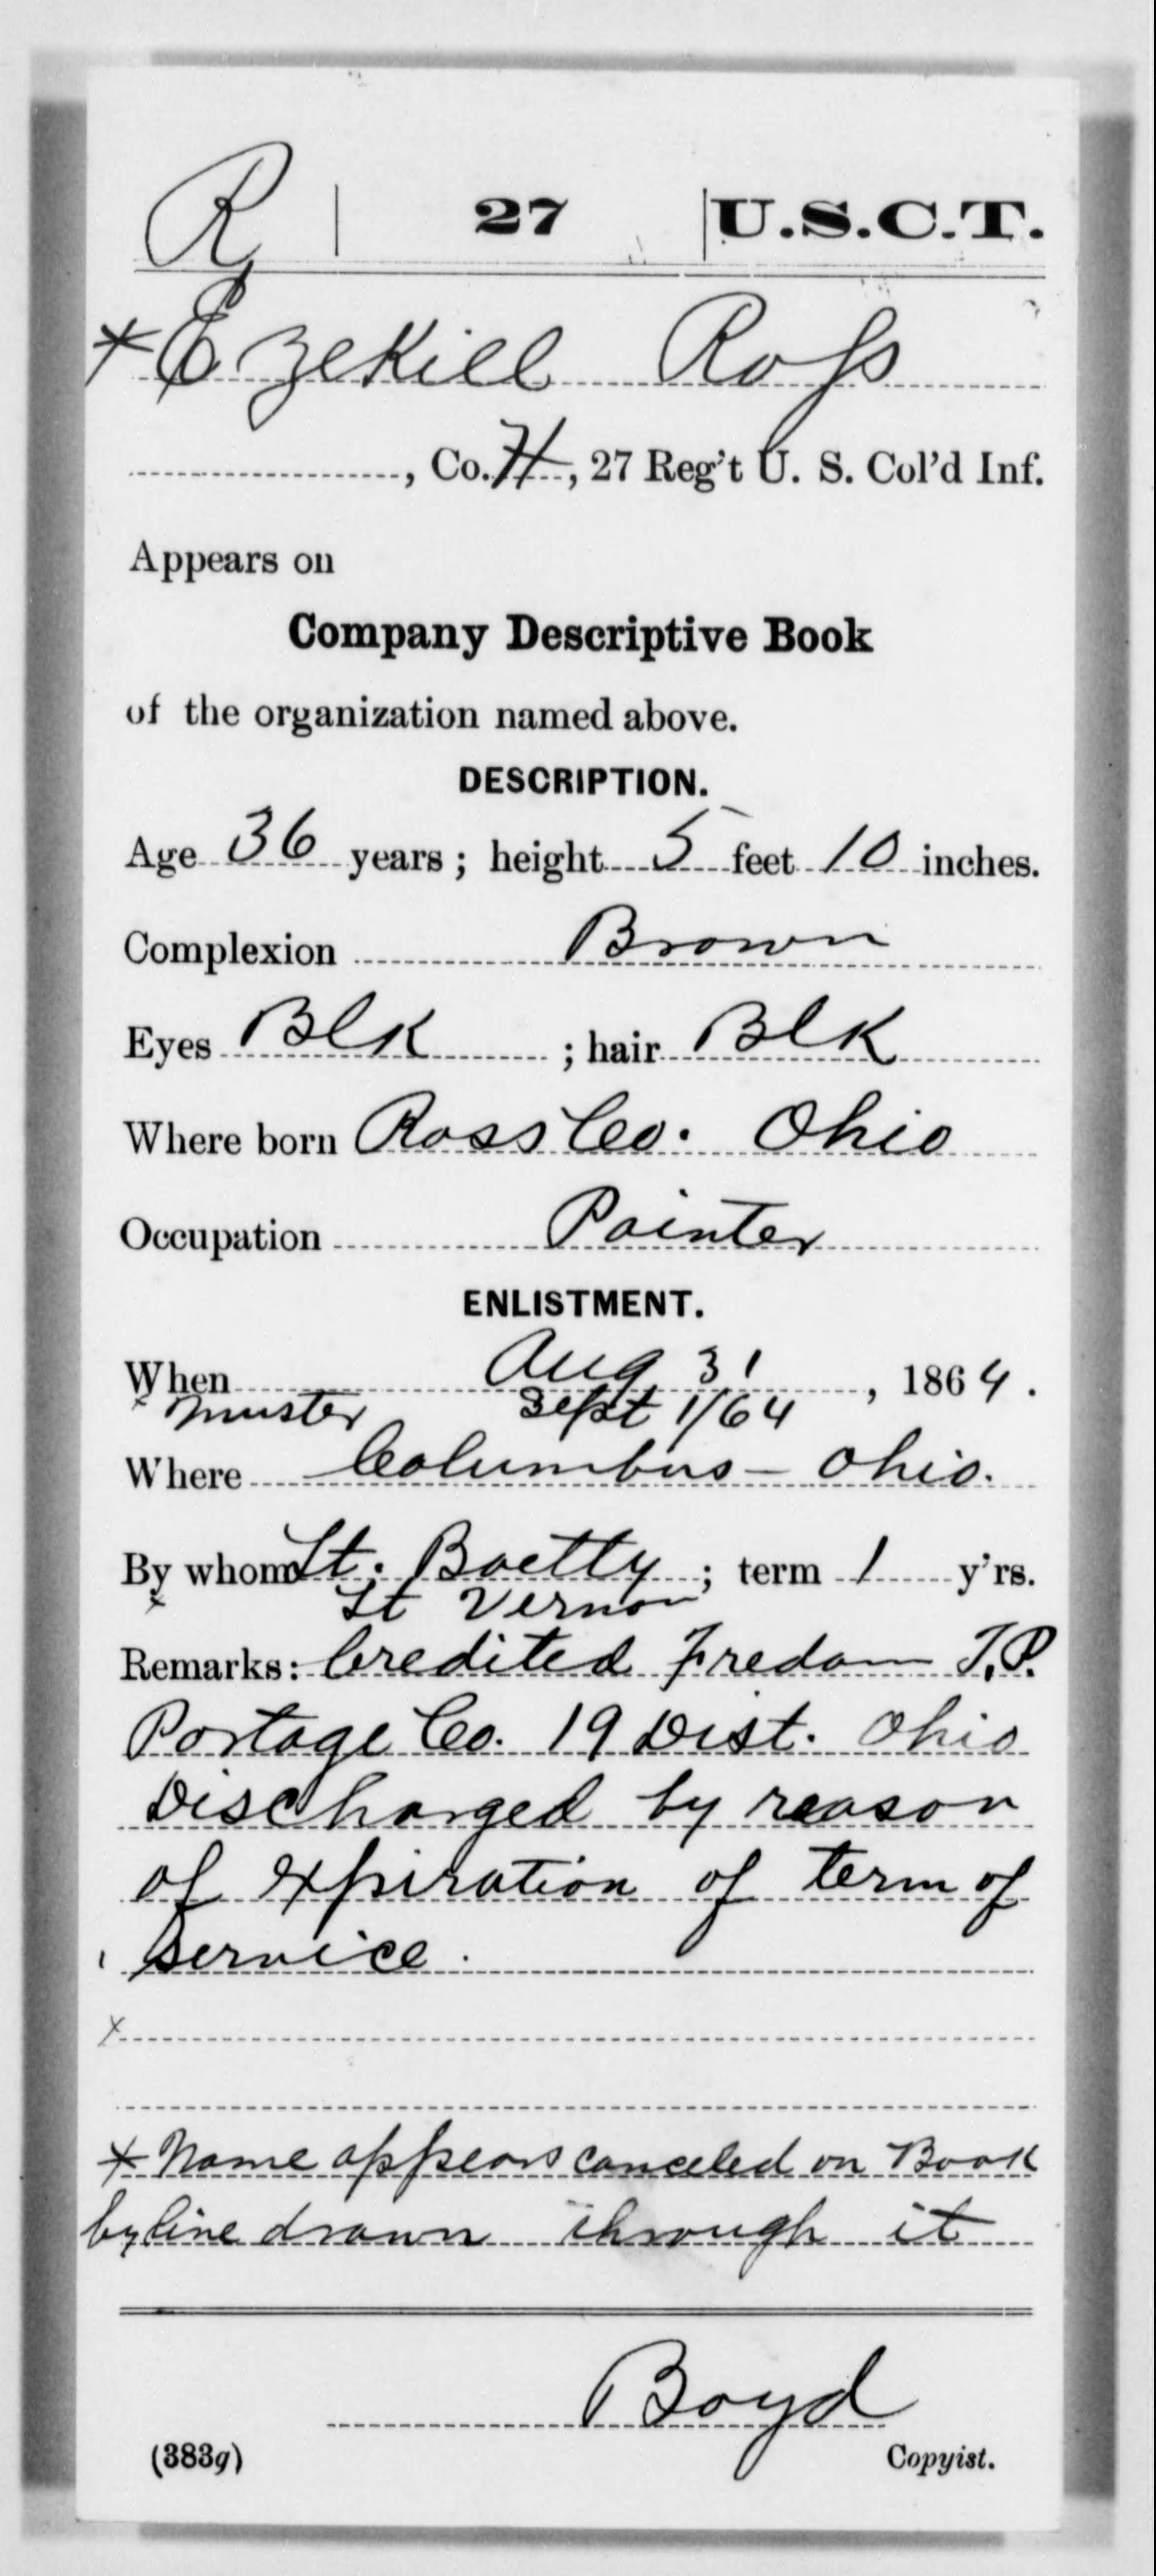 R | 27 | U.S.C.T.
* Ezekiell Ross
, Co. H, 27 Reg't U. S. Col'd Inf.
Appears on
Company Descriptive Book
of the organization named above.
DESCRIPTION.
Age 36 years; height 5 feet 10 inches.
Complexion Brown
Eyes Blk ; hair Blk
Where born Ross Co. Ohio
Occupation Painter
ENLISTMENT.
When Aug 31, 1864.
x Muster Sept 1/64
Where Columbus - Ohio.
By whom Lt. Baetty; term 1 y'rs.
x Lt Vernon
Remarks: Credited Fredom T.P.
Portage Co. 19 Dist. Ohio
Discharged by reason
of expiration of term of
service.
x
* Name appears canceled on Book
by line drawn through it
Boyd
(383g) Copyist.